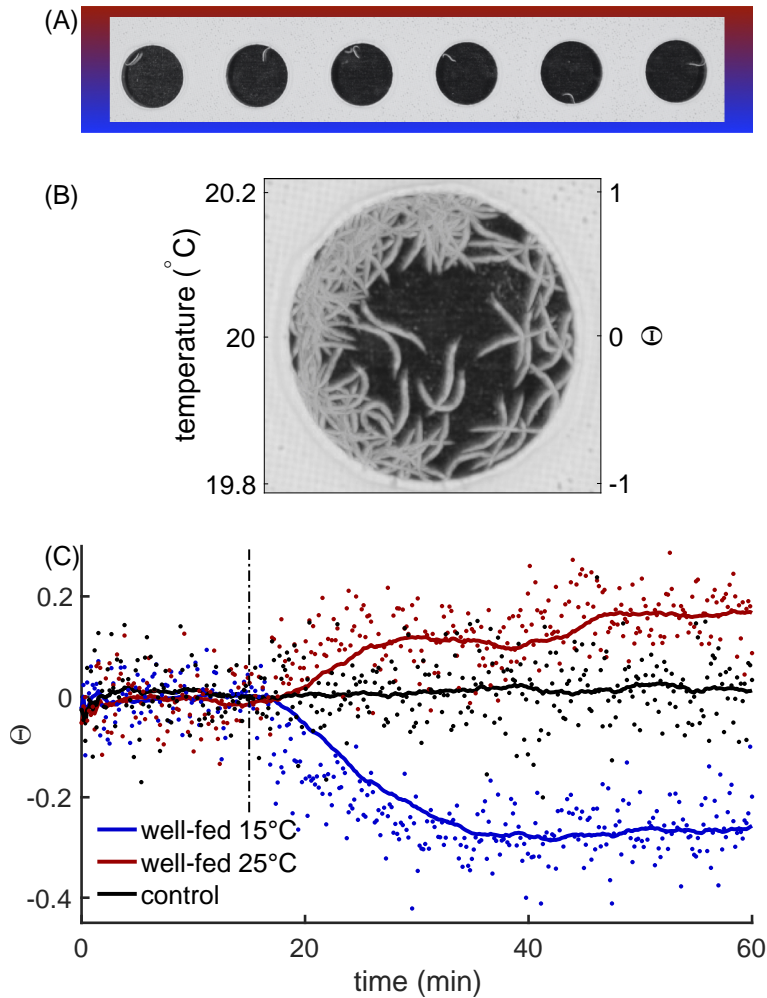 (A)
(B)
20.2
20
19.8
temperature (°C)
1
0
-1
Θ
(C)
0.2
0
-0.2
-0.4
Θ
well-fed 15°C
well-fed 25°C
control
0
20
40
60
time (min)